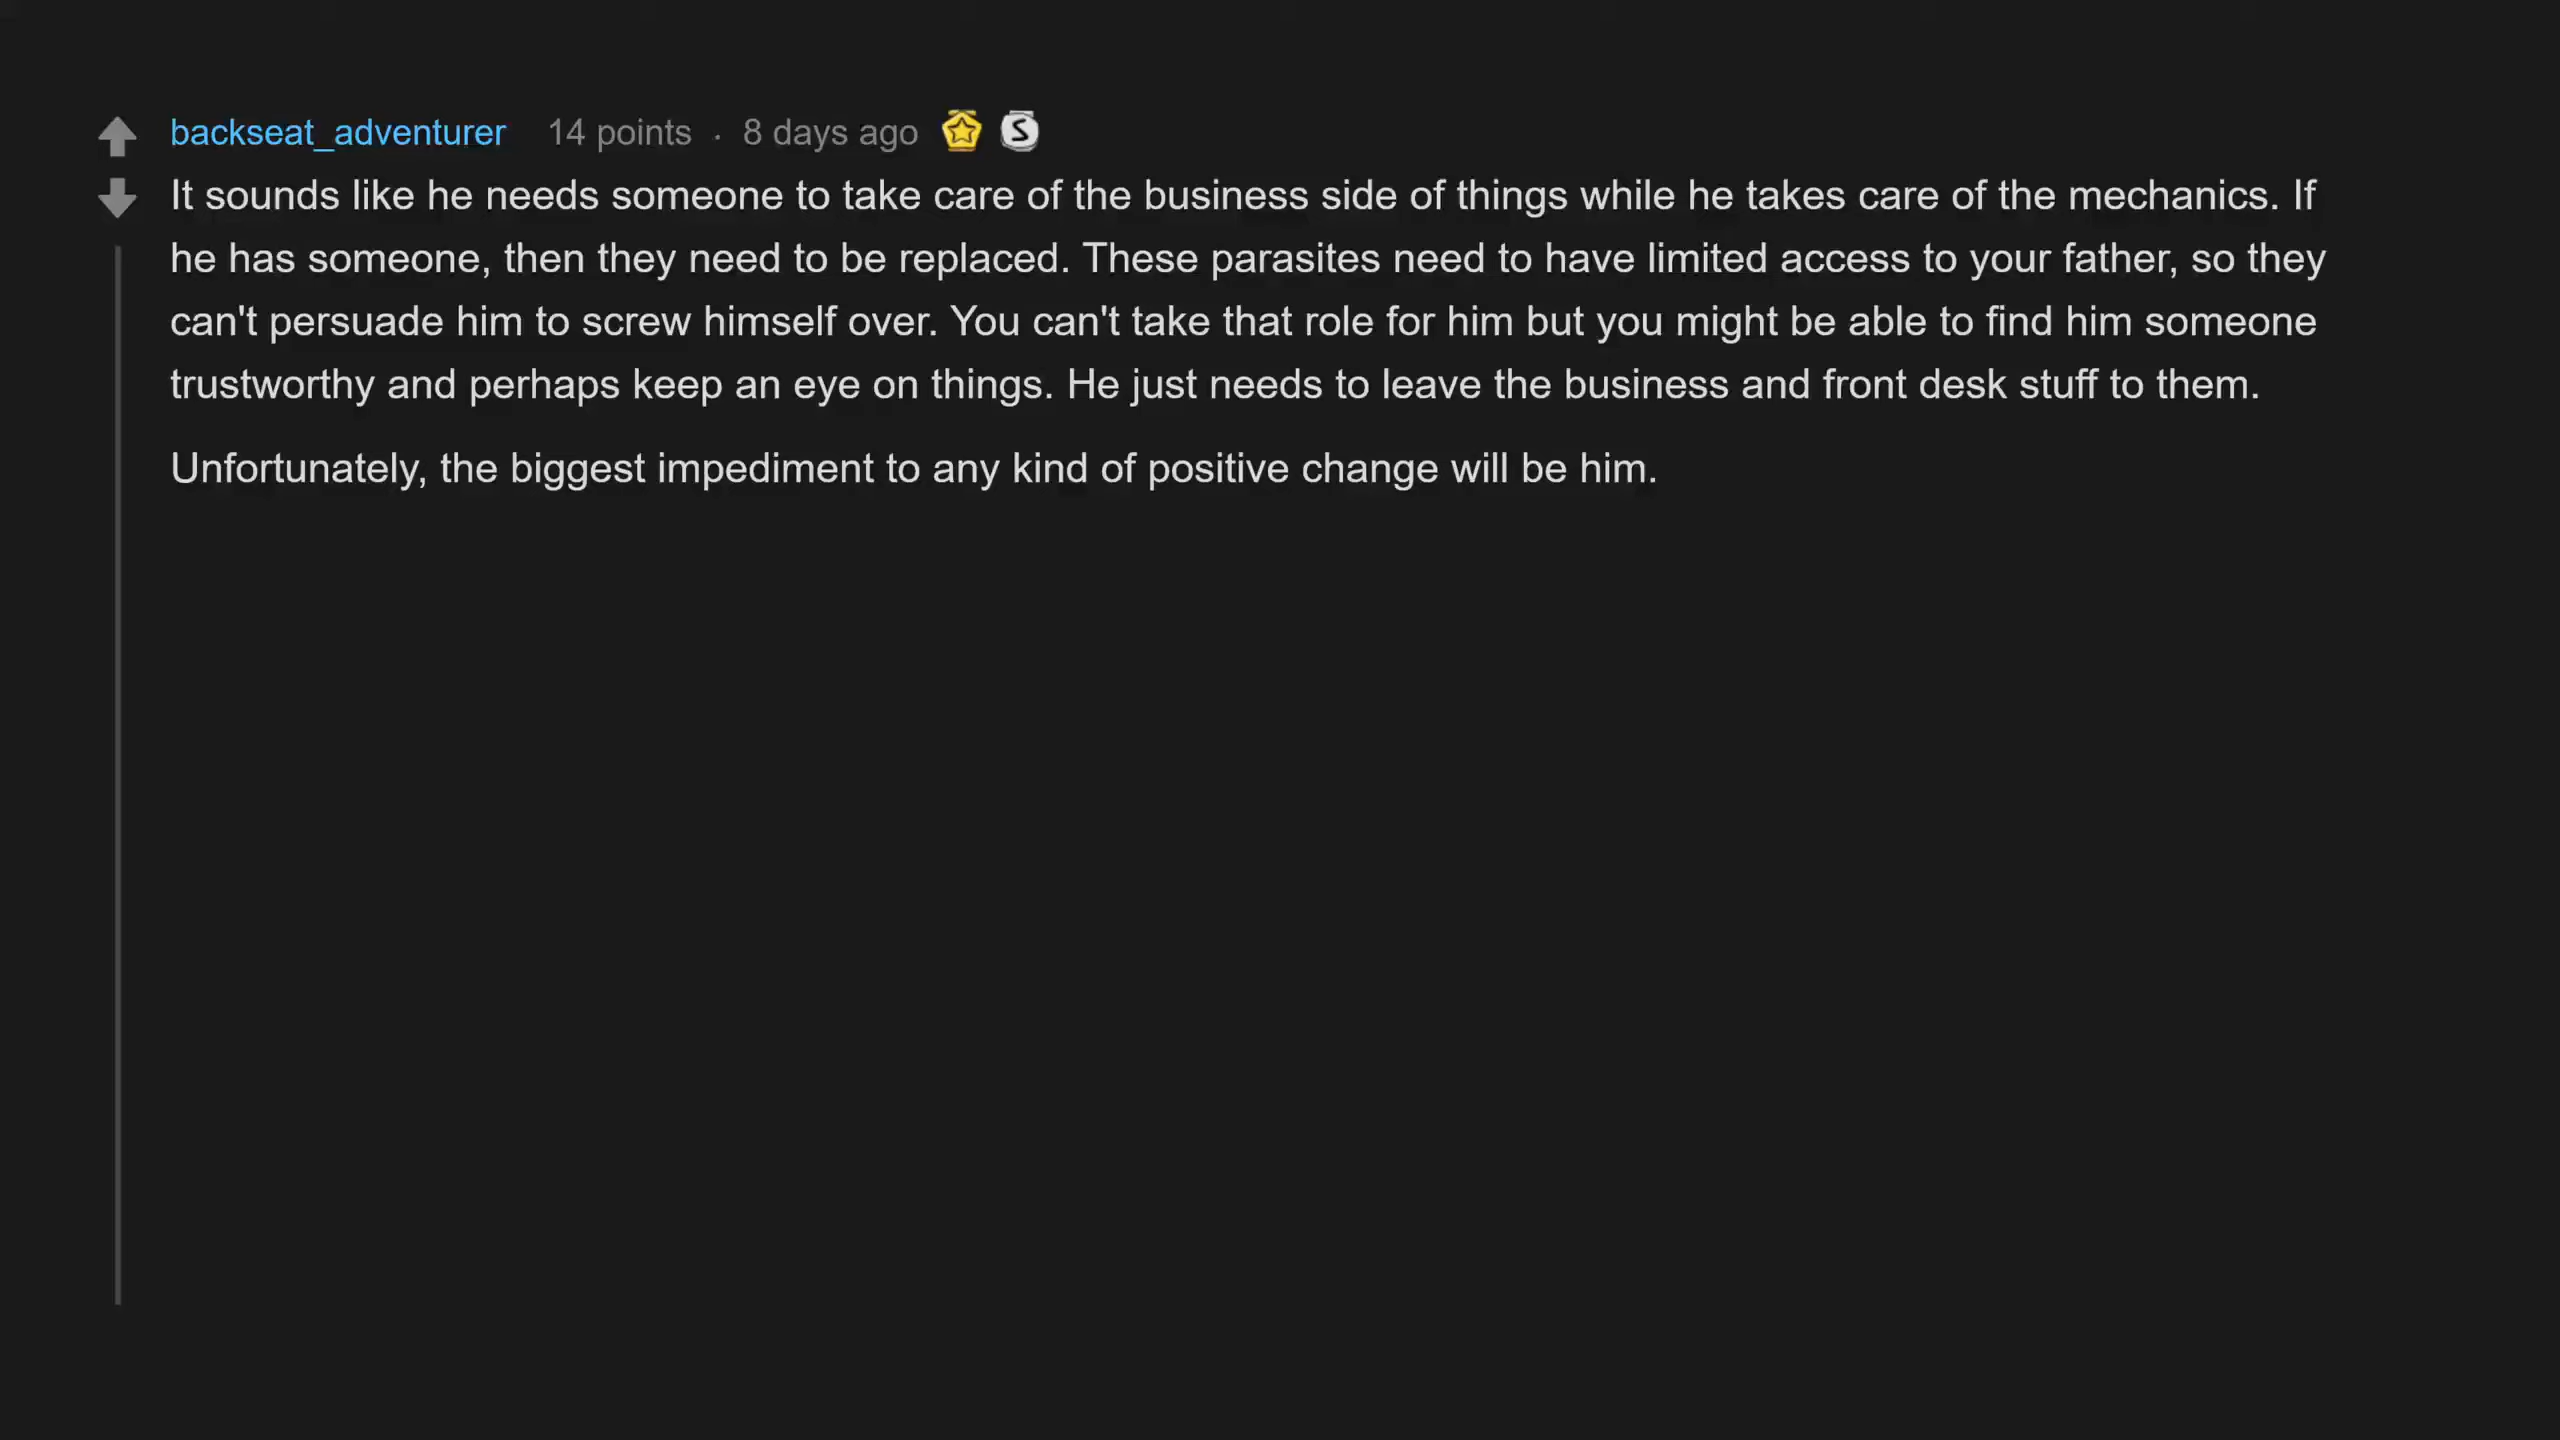 backseat_adventurer 14 points · 8 days ago
It sounds like he needs someone to take care of the business side of things while he takes care of the mechanics. If
he has someone, then they need to be replaced. These parasites need to have limited access to your father, so they
can't persuade him to screw himself over. You can't take that role for him but you might be able to find him someone
trustworthy and perhaps keep an eye on things. He just needs to leave the business and front desk stuff to them.
Unfortunately, the biggest impediment to any kind of positive change will be him.